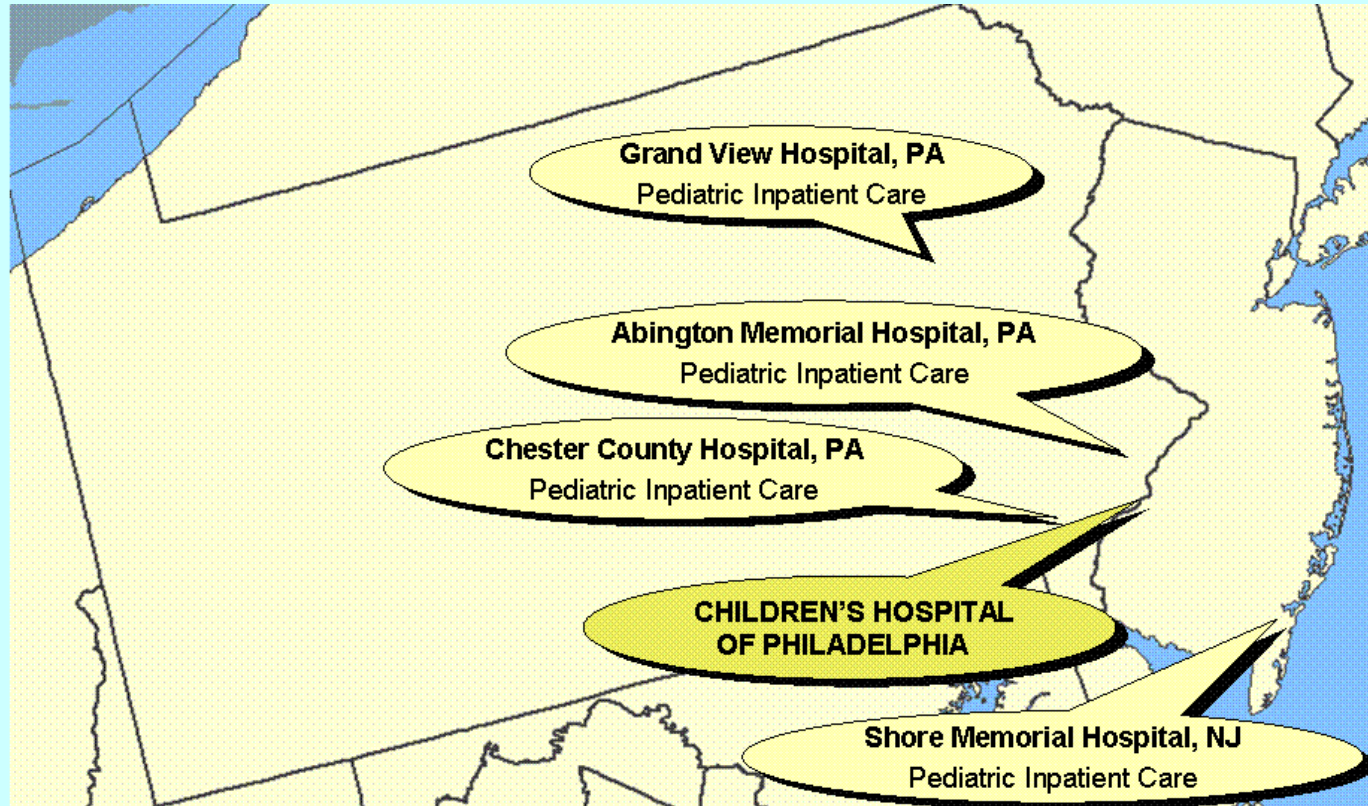 Grand View Hospital, PA
Pediatric Inpatient Care
Abington Memorial Hospital, PA
Pediatric Inpatient Care
Chester County Hospital, PA
Pediatric Inpatient Care
CHILDREN’S HOSPITAL
OF PHILADELPHIA
Shore Memorial Hospital, NJ
Pediatric Inpatient Care